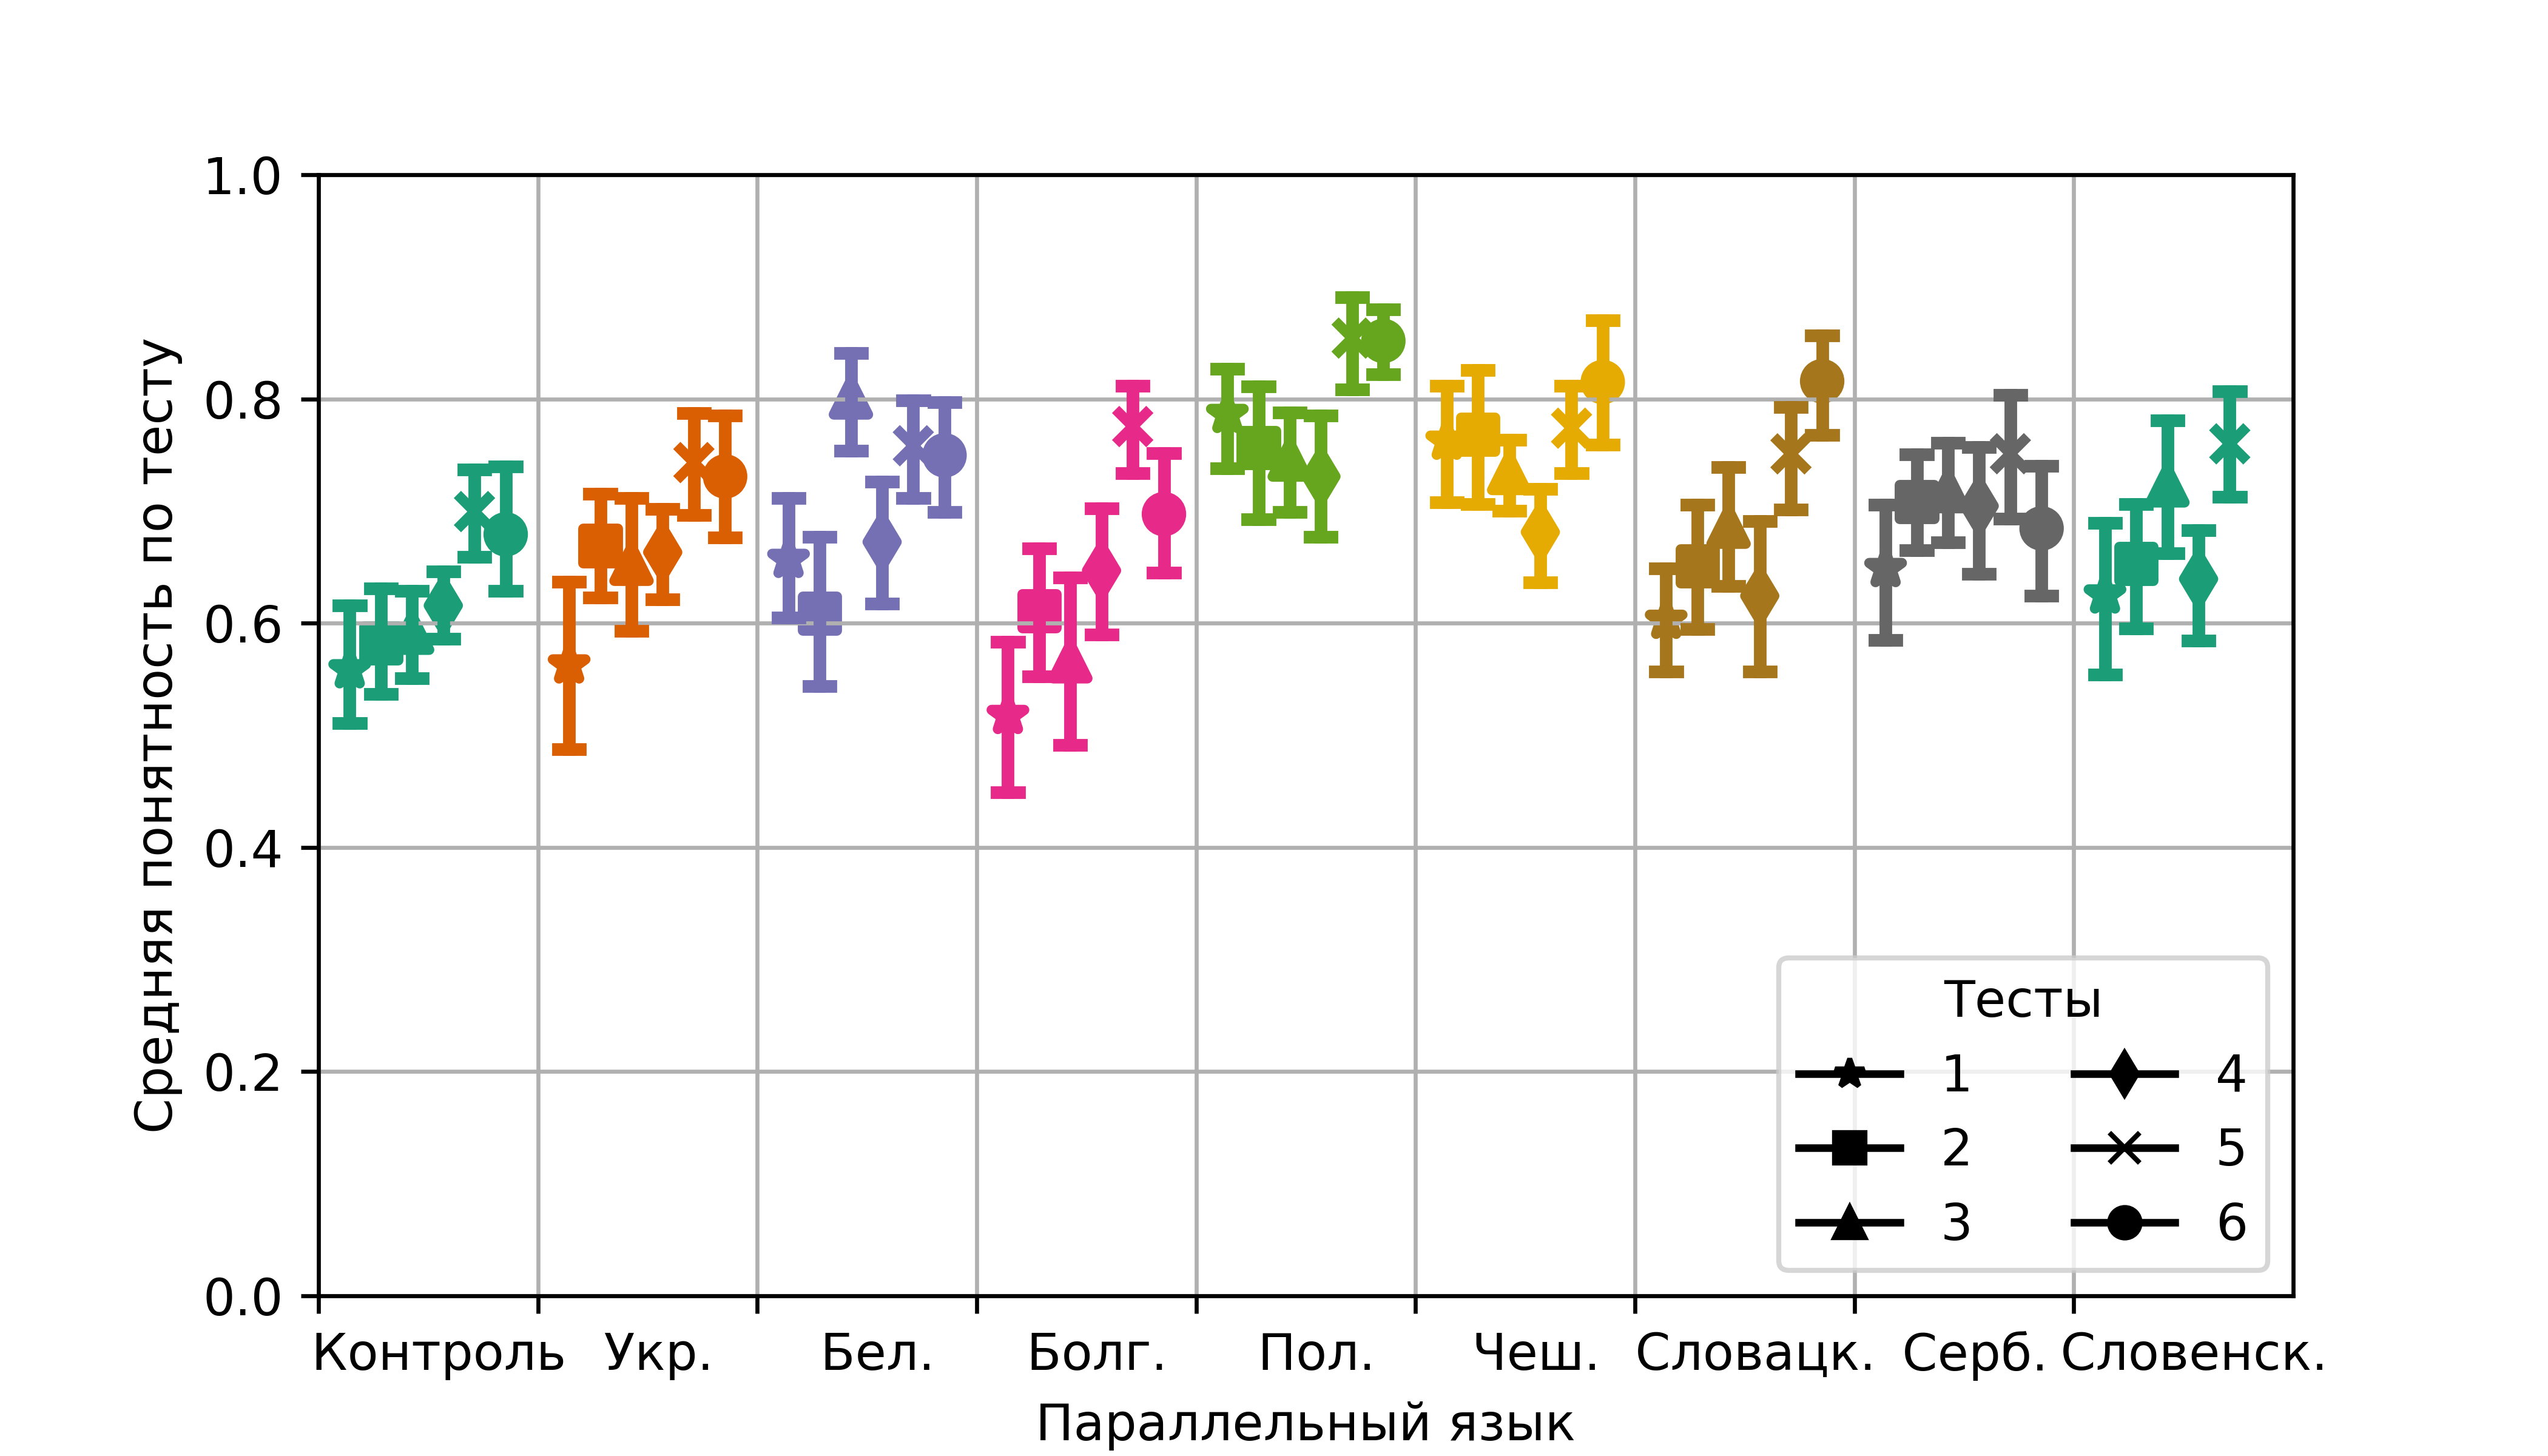 Средняя понятность по тесту
1.0
0.8
0.6
0.4
0.2
0.0
Контроль Укр. Бел. Болг. Пол. Чеш. Словацк. Серб. Словенск.
Параллельный язык
Тесты
1 4
2 5
3 6